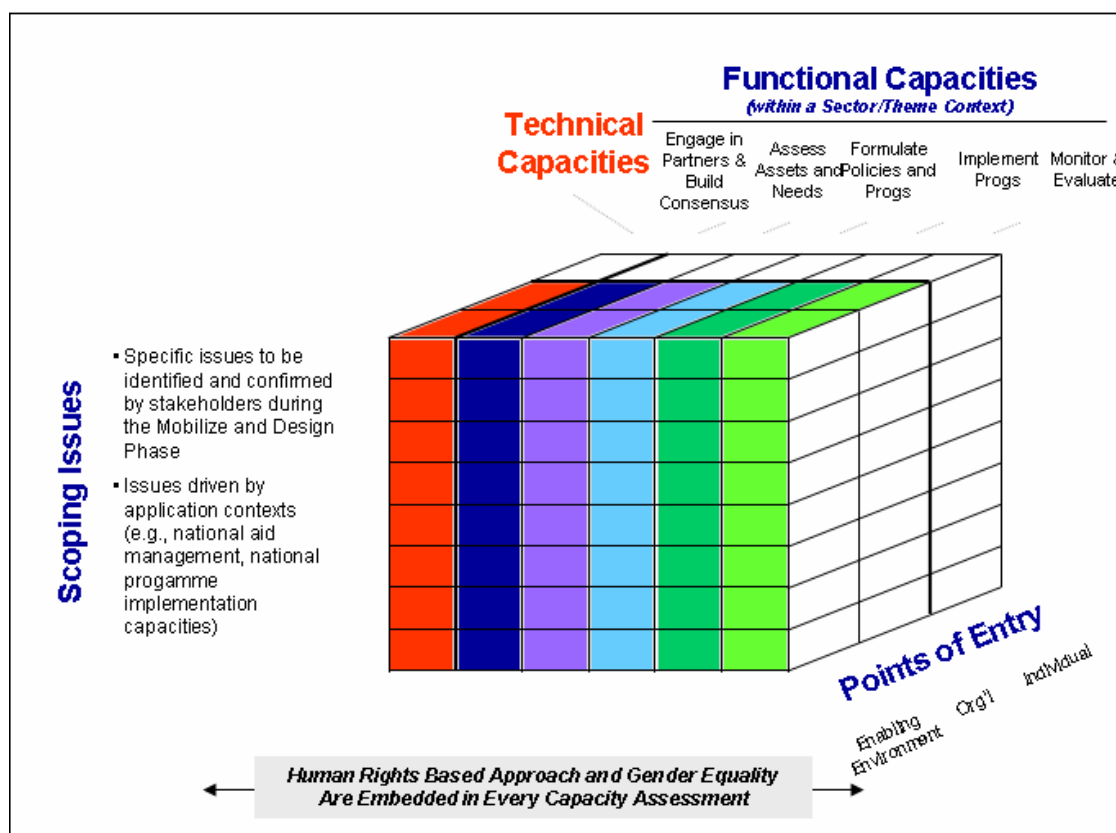 Functional Capacities
(within a Sector/Theme Context)
Technical
Capacities
Engage in
Partners &
Build
Consensus
Assess
Assets and
Needs
Formulate
Policies and
Progs
Implement
Progs
Monitor &
Evaluate
Scoping Issues
▪ Specific issues to be
identified and confirmed
by stakeholders during
the Mobilize and Design
Phase
▪ Issues driven by
application contexts
(e.g., national aid
management, national
progamme
implementation
capacities)
Points of Entry
Enabling
Environment
Org'l
Individual
Human Rights Based Approach and Gender Equality
Are Embedded in Every Capacity Assessment